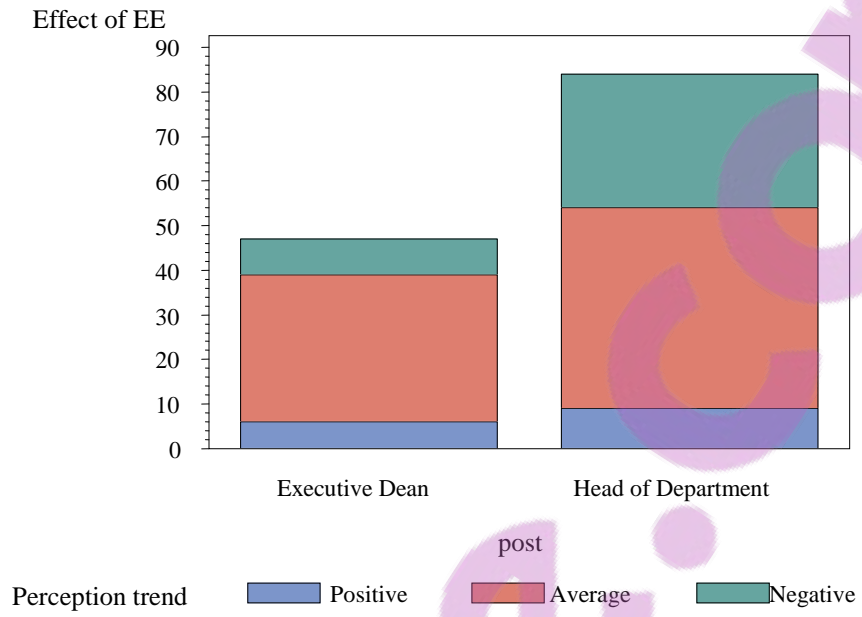 Effect of EE
90
80
70
60
50
40
30
20
10
0
Executive Dean Head of Department
post
Perception trend Positive Average Negative